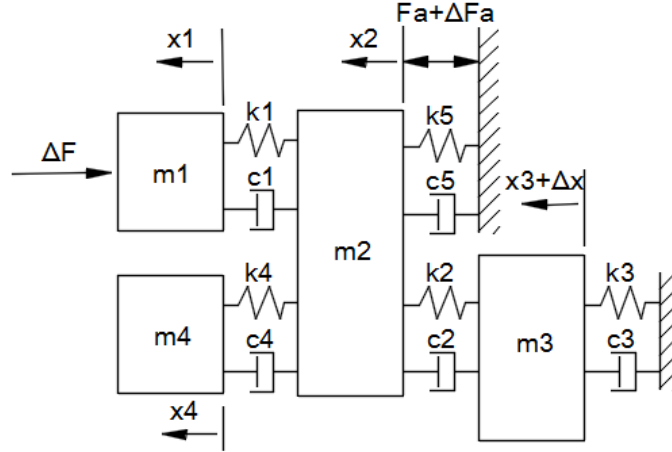 Fa+ΔFa
x1
x2
k1
k5
ΔF
m1
c1
c5
x3+Δx
m2
k4
k2
k3
m4
c4
c2
m3
c3
x4